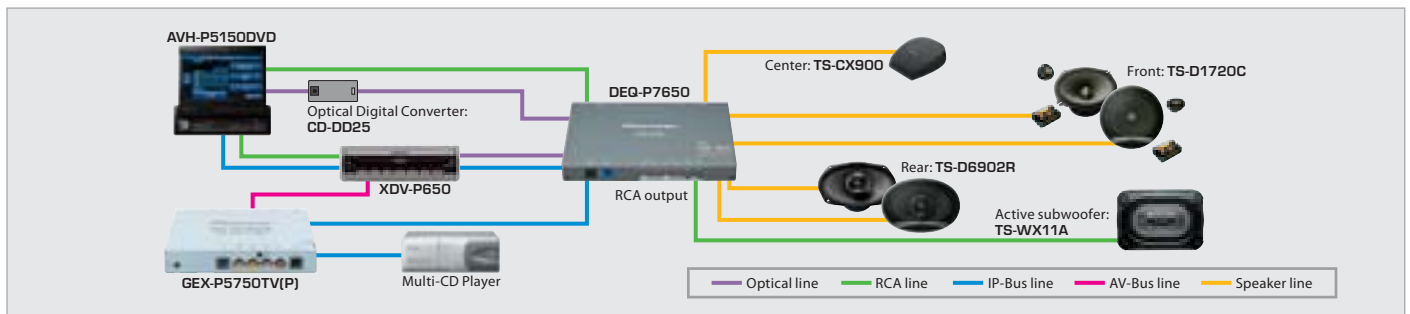 AVH-P5150DVD
Optical Digital Converter:
CD-DD25
XDV-P650
GEX-P5750TV(P)
Multi-CD Player
DEQ-P7650
RCA output
Center: TS-CX900
Front: TS-D1720C
Rear: TS-D6902R
Active subwoofer:
TS-WX11A
Optical line
RCA line
IP-Bus line
AV-Bus line
Speaker line